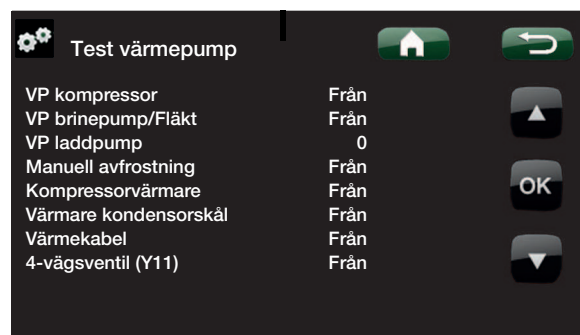 Test värmepump
VP kompressor Från
VP brinepump/Fläkt Från
VP laddpump 0
Manuell avfrostning Från
Kompressorvärmare Från
Värmare kondensorskål Från
Värmekabel Från
4-vägsventil (Y11) Från
OK